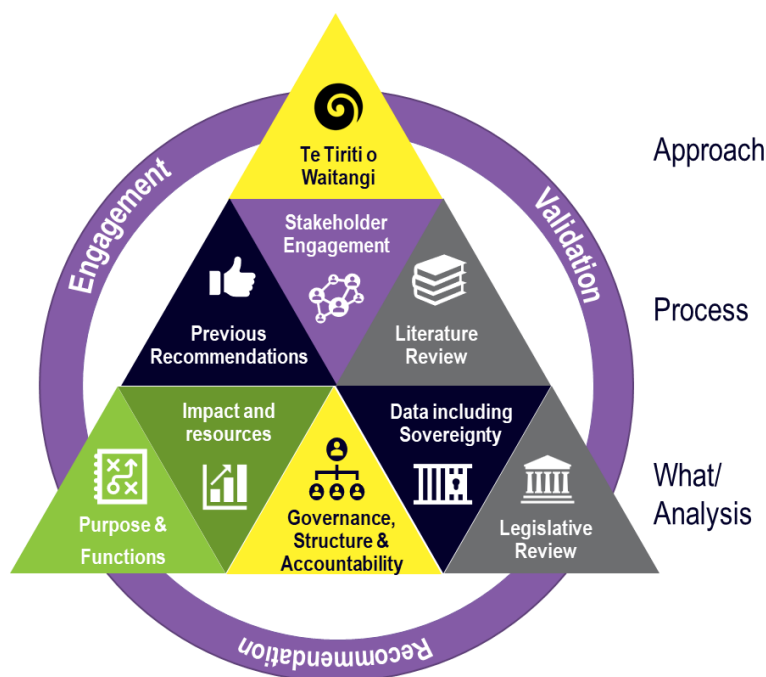 Te Tiriti o
Waitangi
Approach
Engagement
Validation
Stakeholder
Engagement
Previous
Recommendations
Literature
Review
Process
Impact and
resources
Data including
Sovereignty
Purpose &
Functions
Governance,
Structure &
Accountability
Legislative
Review
What/
Analysis
Recommendation